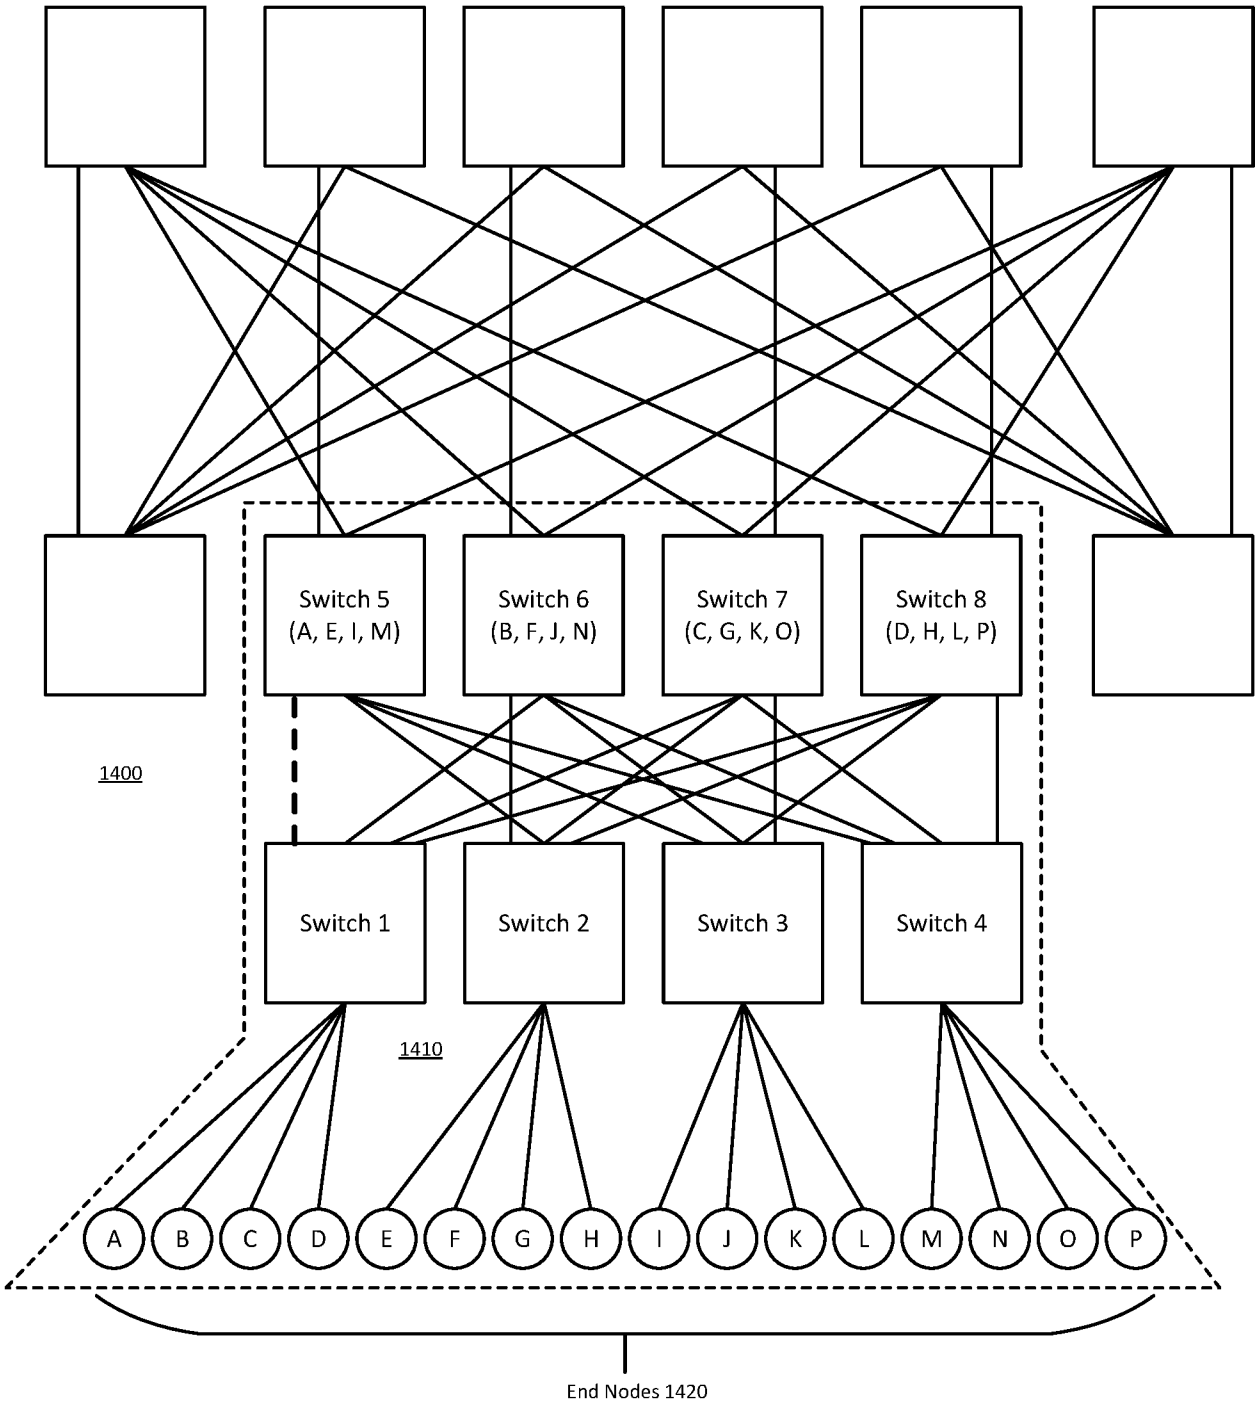 Switch 5
(A, E, I, M)
Switch 6
(B, F, J, N)
Switch 7
(C, G, K, O)
Switch 8
(D, H, L, P)
1400
Switch 1
Switch 2
Switch 3
Switch 4
1410
A
B
C
D
E
F
G
H
I
J
K
L
M
N
O
P
End Nodes 1420